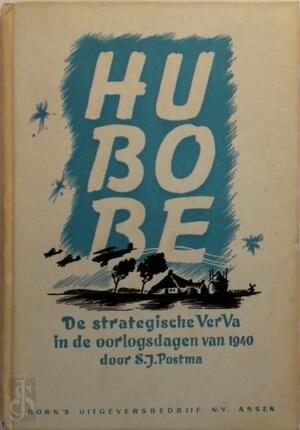 HU
BO
BE
De strategische VerVa
in de oorlogsdagen van 1940
door S.J.Postma
GORN'S UITGEVERSBEDRIJF N.V. ASSEN